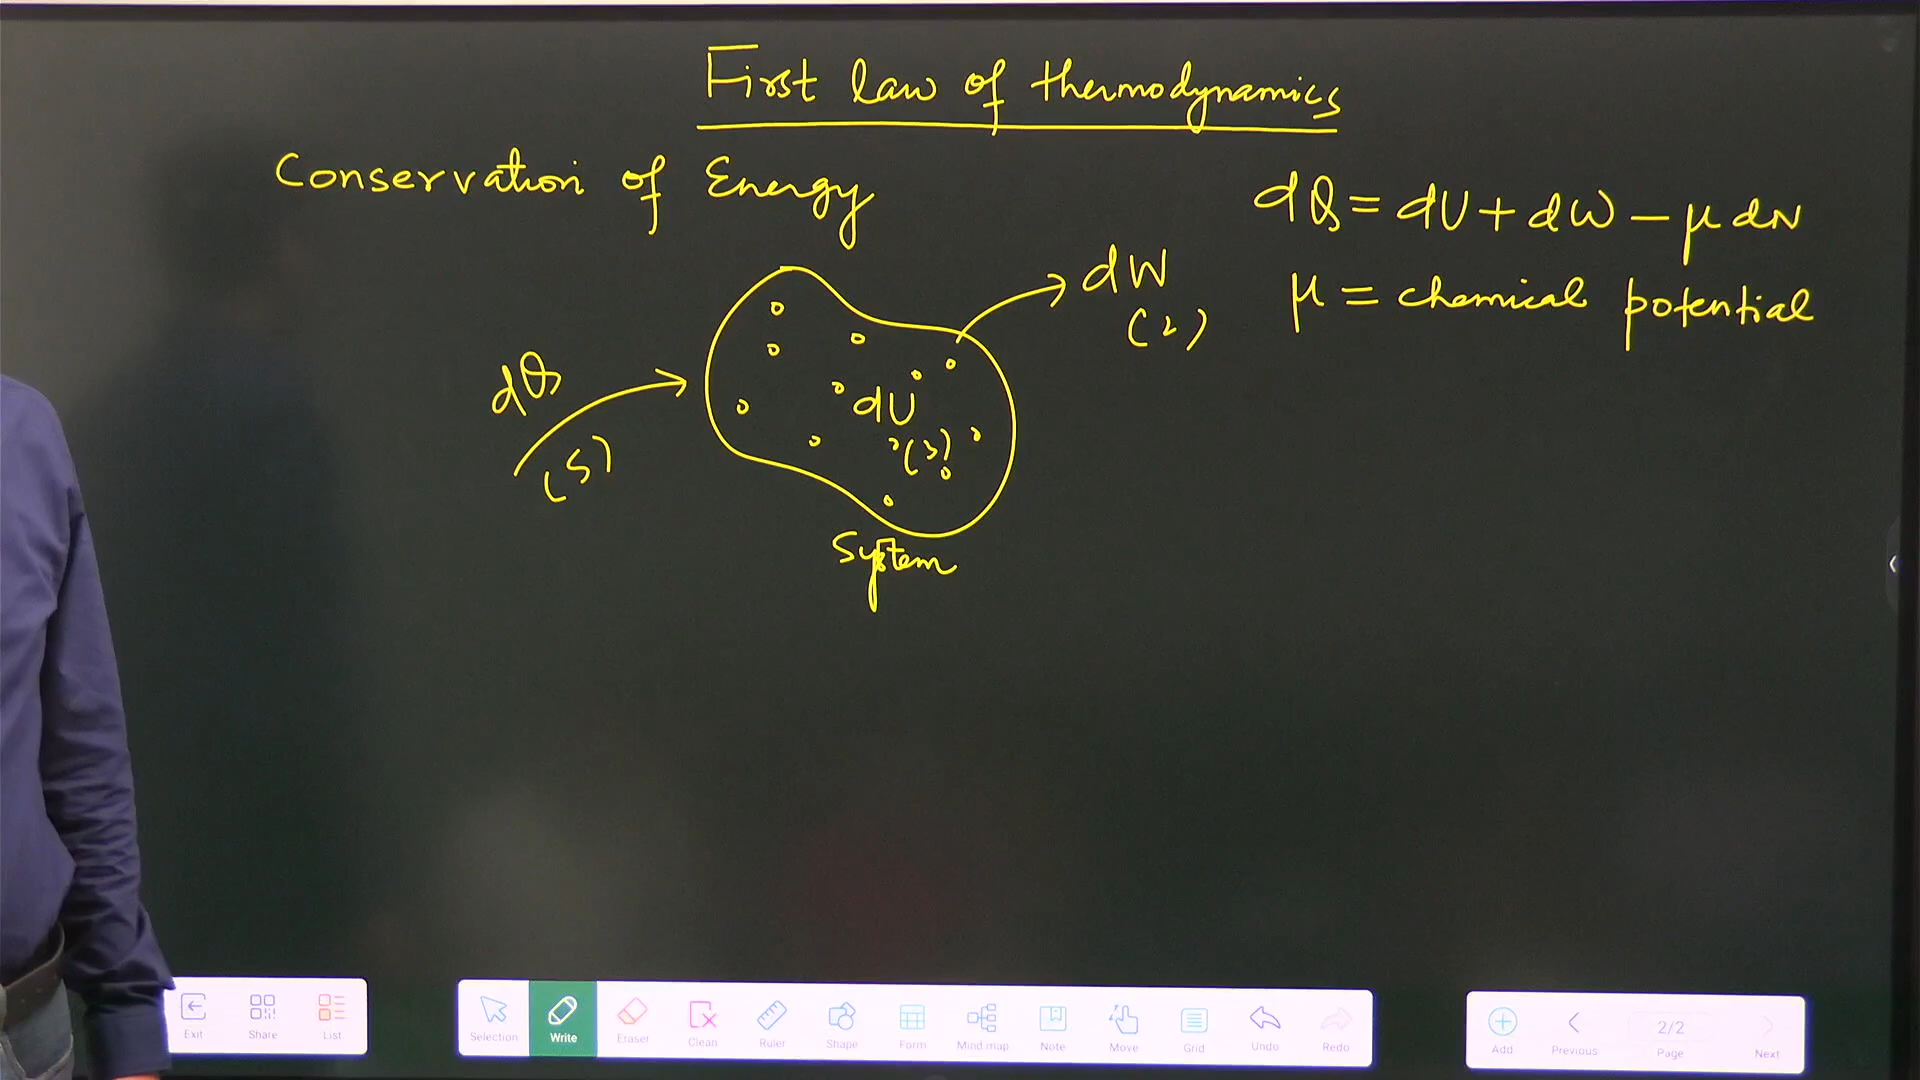 First law of thermodynamics
Conservation of Energy
dQ = dU + dW - μ dN
μ = chemical potential
dW
(2)
dQ
(5)
dU
(3)
System
Exit
Share
List
Selection
Write
Eraser
Clean
Ruler
Shape
Form
Mind map
Note
Move
Grid
Undo
Redo
Add
Previous
2/2
Page
Next